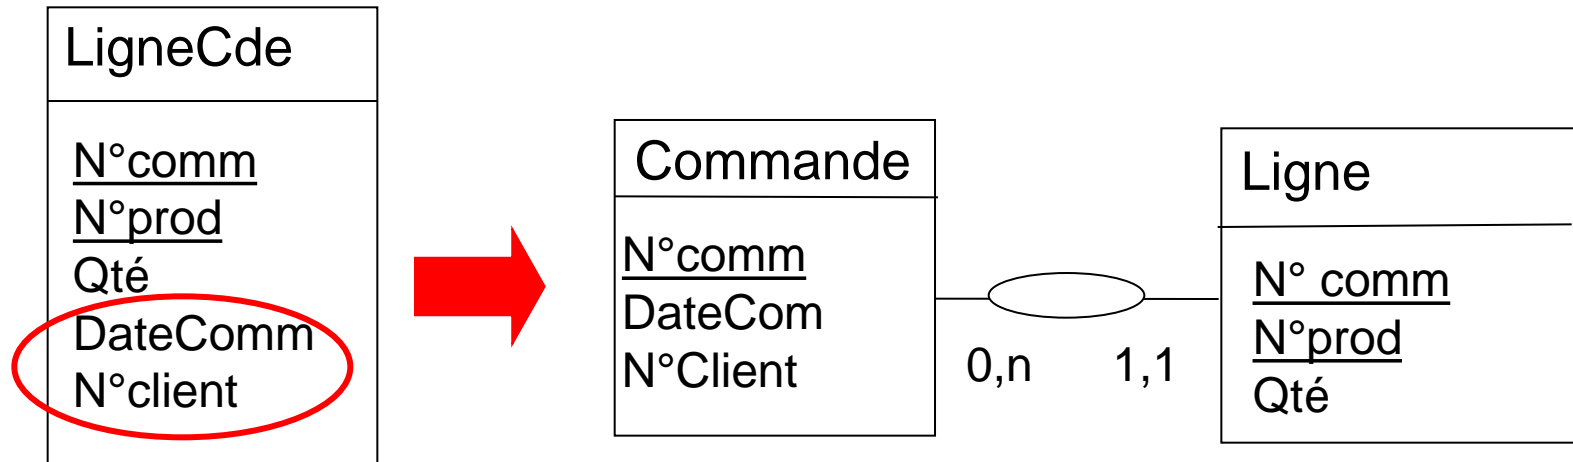 LigneCde
N°comm
N°prod
Qté
DateComm
N°client
Commande
N°comm
DateCom
N°Client
0,n
1,1
Ligne
N° comm
N°prod
Qté